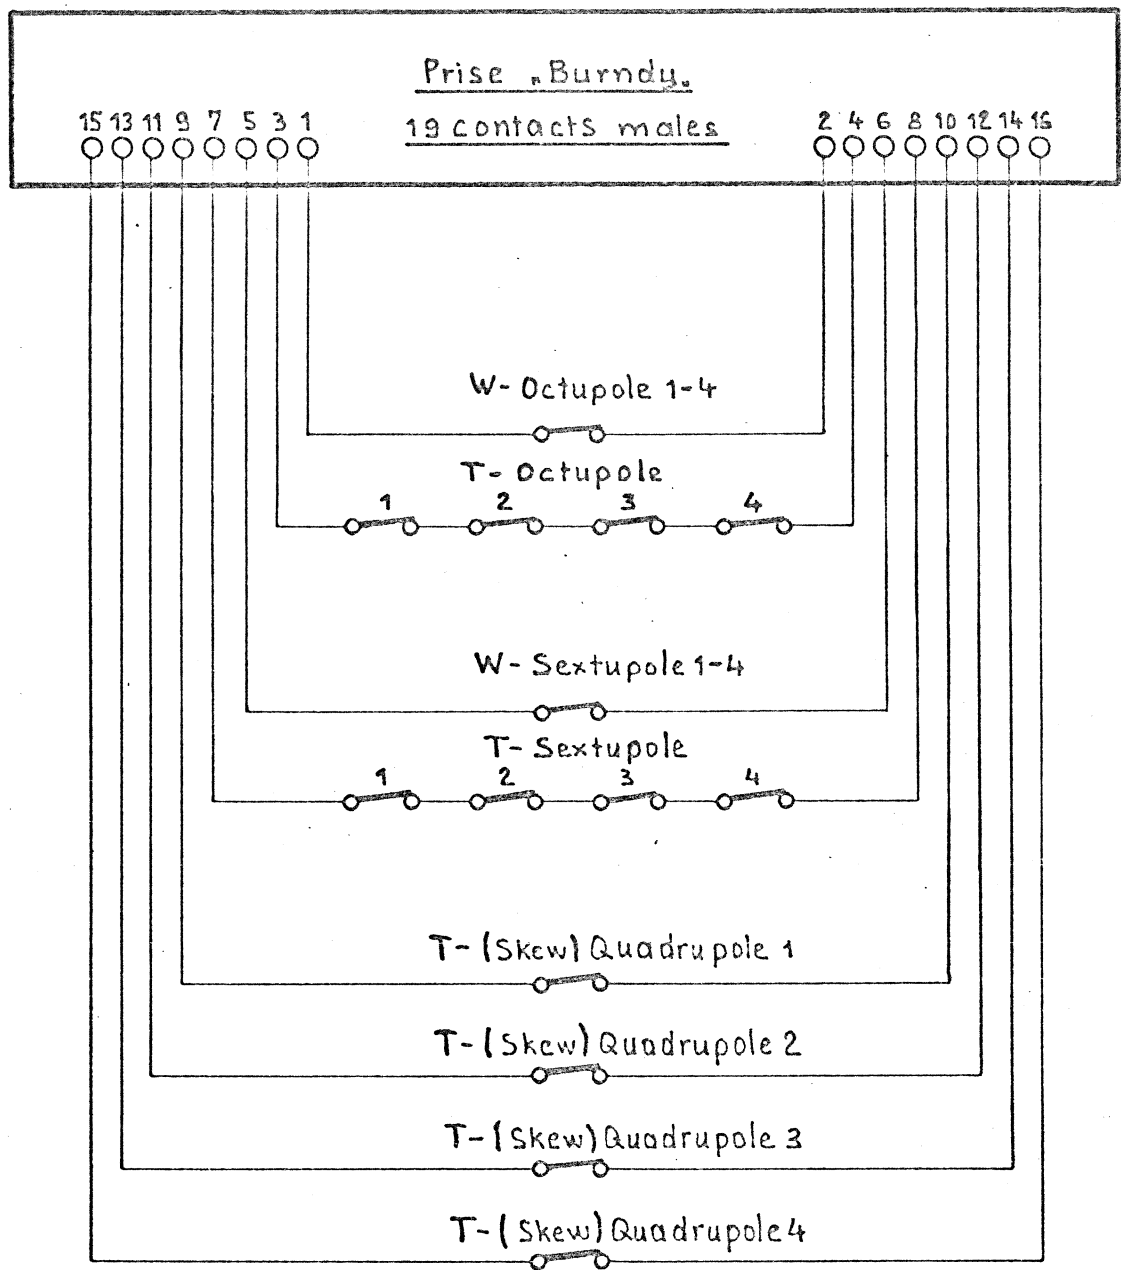 Prise „Burndy„
19 contacts males
15 13 11 9 7 5 3 1
2 4 6 8 10 12 14 16
W- Octupole 1-4
T- Octupole
1 2 3 4
W- Sextupole 1-4
T- Sextupole
1 2 3 4
T-(Skew) Quadrupole 1
T-(Skew) Quadrupole 2
T-(Skew) Quadrupole 3
T-(Skew) Quadrupole 4